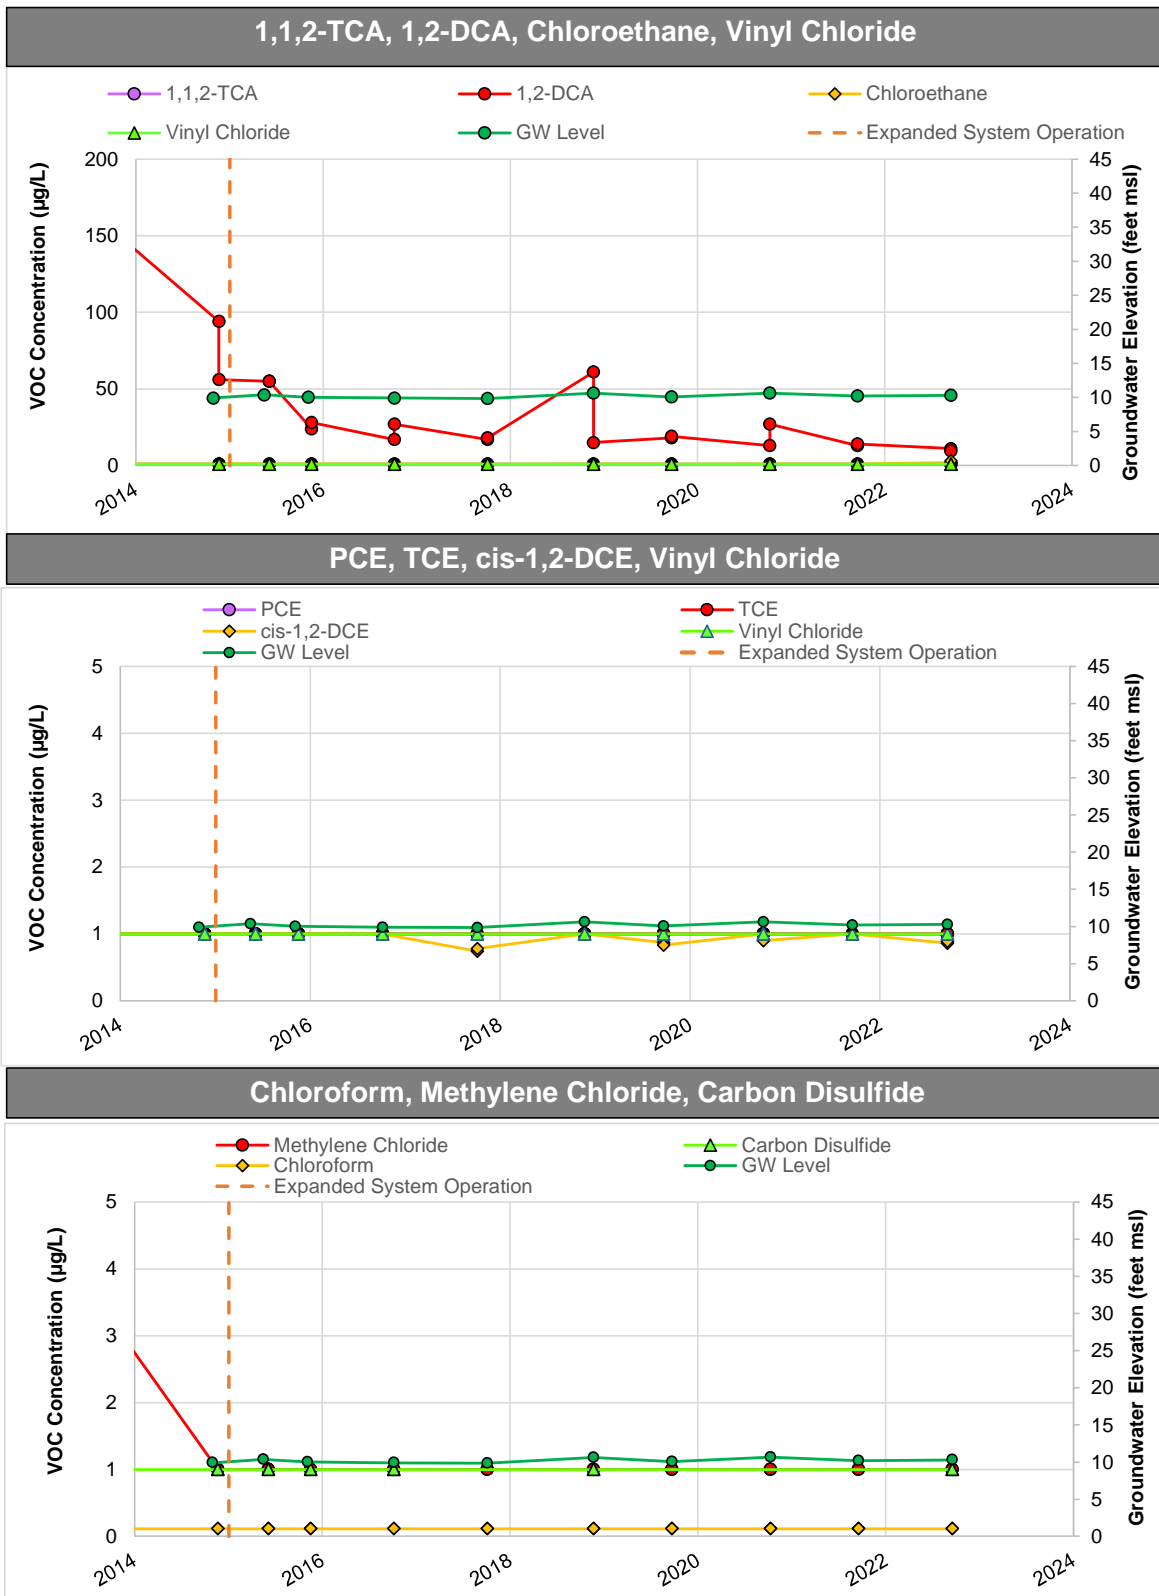 1,1,2-TCA, 1,2-DCA, Chloroethane, Vinyl Chloride
1,1,2-TCA 1,2-DCA Chloroethane
Vinyl Chloride GW Level Expanded System Operation
VOC Concentration (µg/L)
200
150
100
50
0
45
40
35
30
25
20
15
10
5
0
Groundwater Elevation (feet msl)
2014 2016 2018 2020 2022 2024
PCE, TCE, cis-1,2-DCE, Vinyl Chloride
PCE TCE
cis-1,2-DCE Vinyl Chloride
GW Level Expanded System Operation
VOC Concentration (µg/L)
5
4
3
2
1
0
45
40
35
30
25
20
15
10
5
0
Groundwater Elevation (feet msl)
2014 2016 2018 2020 2022 2024
Chloroform, Methylene Chloride, Carbon Disulfide
Methylene Chloride Carbon Disulfide
Chloroform GW Level
Expanded System Operation
VOC Concentration (µg/L)
5
4
3
2
1
0
45
40
35
30
25
20
15
10
5
0
Groundwater Elevation (feet msl)
2014 2016 2018 2020 2022 2024